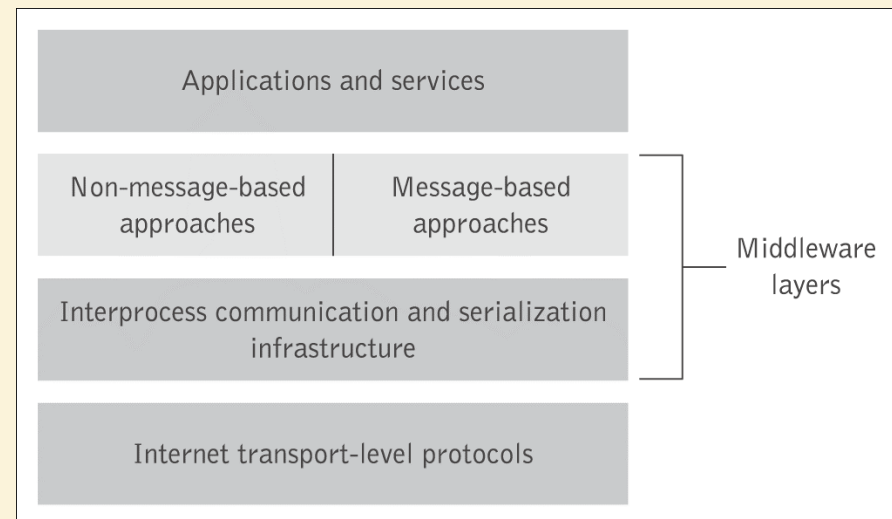 Applications and services
Non-message-based
approaches
Message-based
approaches
Interprocess communication and serialization
infrastructure
Internet transport-level protocols
Middleware
layers